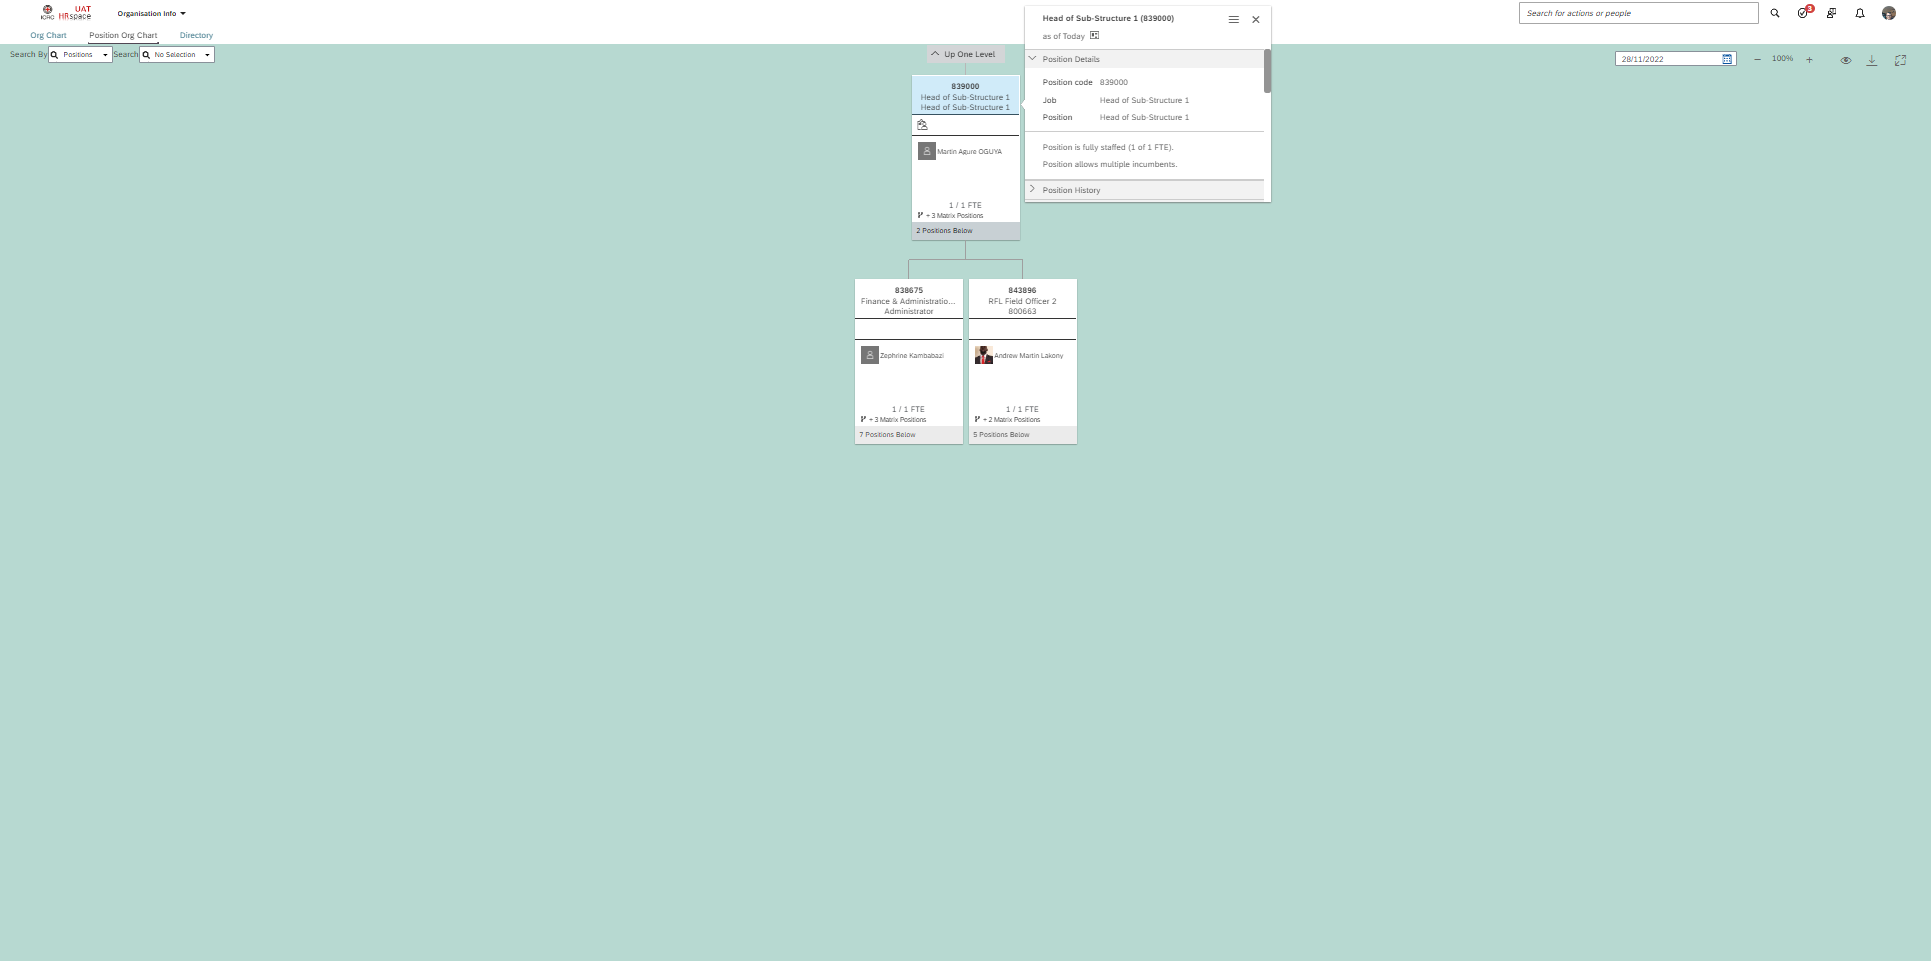 ICRC
UAT
HRspace
Organisation Info
Search for actions or people
3
Org Chart
Position Org Chart
Directory
Search By
Positions
Search
No Selection
Up One Level
28/11/2022
100%
Head of Sub-Structure 1 (839000)
as of Today
Position Details
Position code 839000
Job Head of Sub-Structure 1
Position Head of Sub-Structure 1
Position is fully staffed (1 of 1 FTE).
Position allows multiple incumbents.
Position History
839000
Head of Sub-Structure 1
Head of Sub-Structure 1
Martin Agure OGUYA
1 / 1 FTE
+ 3 Matrix Positions
2 Positions Below
838675
Finance & Administratio...
Administrator
Zephrine Kambabazi
1 / 1 FTE
+ 3 Matrix Positions
7 Positions Below
843896
RFL Field Officer 2
800663
Andrew Martin Lakony
1 / 1 FTE
+ 2 Matrix Positions
5 Positions Below